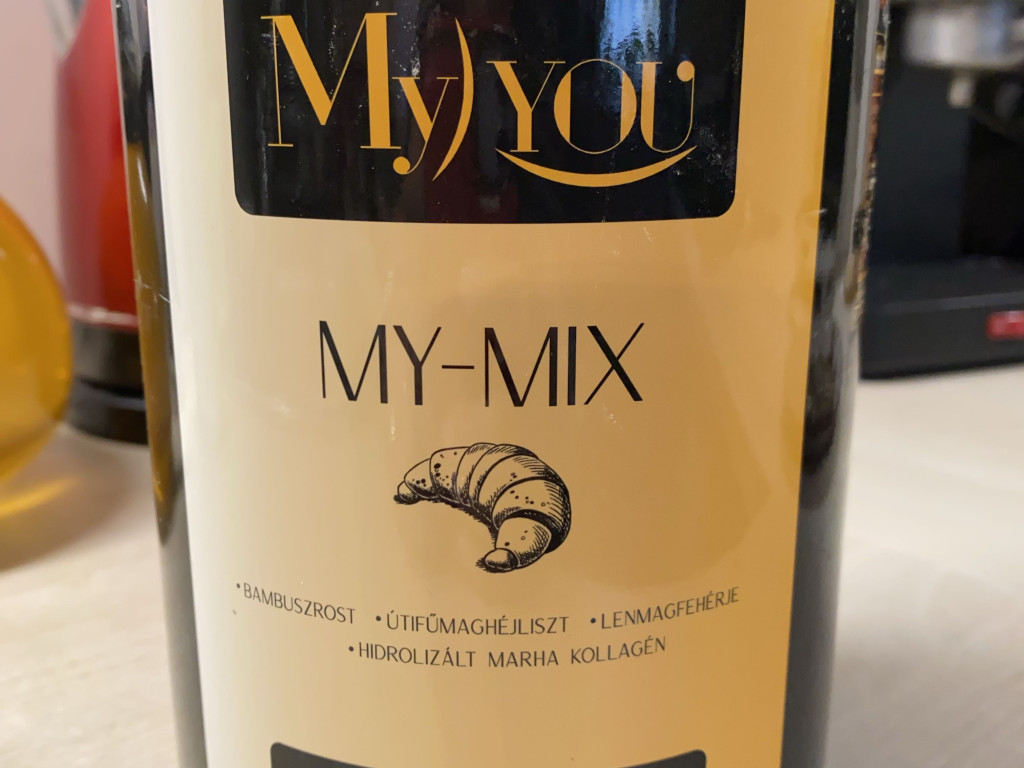 My) YOU
MY-MIX
•BAMBUSZROST •ÚTIFŰMAGHÉJLISZT •LENMAGFEHÉRJE
•HIDROLIZÁLT MARHA KOLLAGÉN